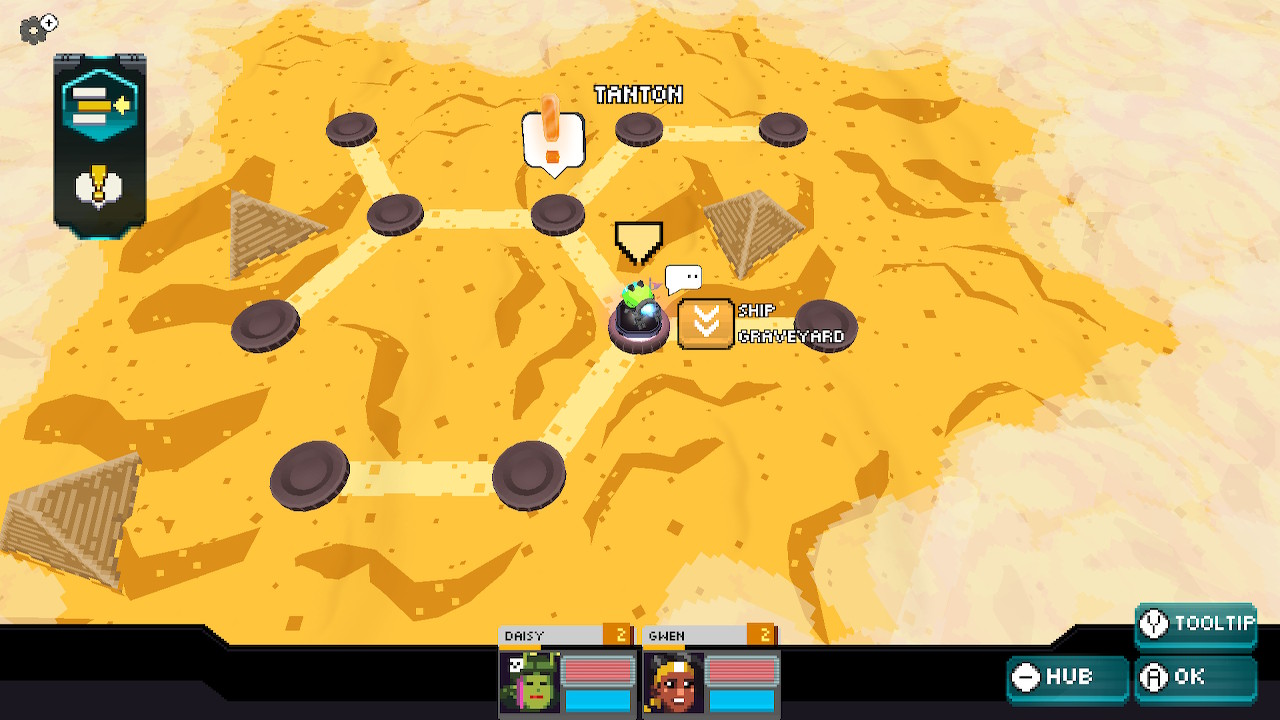 TANTON
SHIP
GRAVEYARD
DAISY 2
GWEN 2
Y TOOLTIP
HUB
A OK